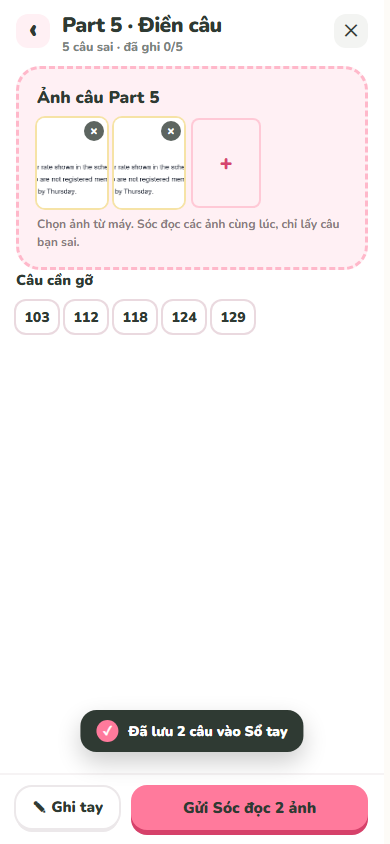 Part 5 · Điền câu
5 câu sai · đã ghi 0/5
Ảnh câu Part 5
rate shown in the sche
are not registered mem
by Thursday.
rate shown in the sche
are not registered mem
by Thursday.
+
Chọn ảnh từ máy. Sóc đọc các ảnh cùng lúc, chỉ lấy câu
bạn sai.
Câu cần gỡ
103 112 118 124 129
Đã lưu 2 câu vào Sổ tay
Ghi tay
Gửi Sóc đọc 2 ảnh